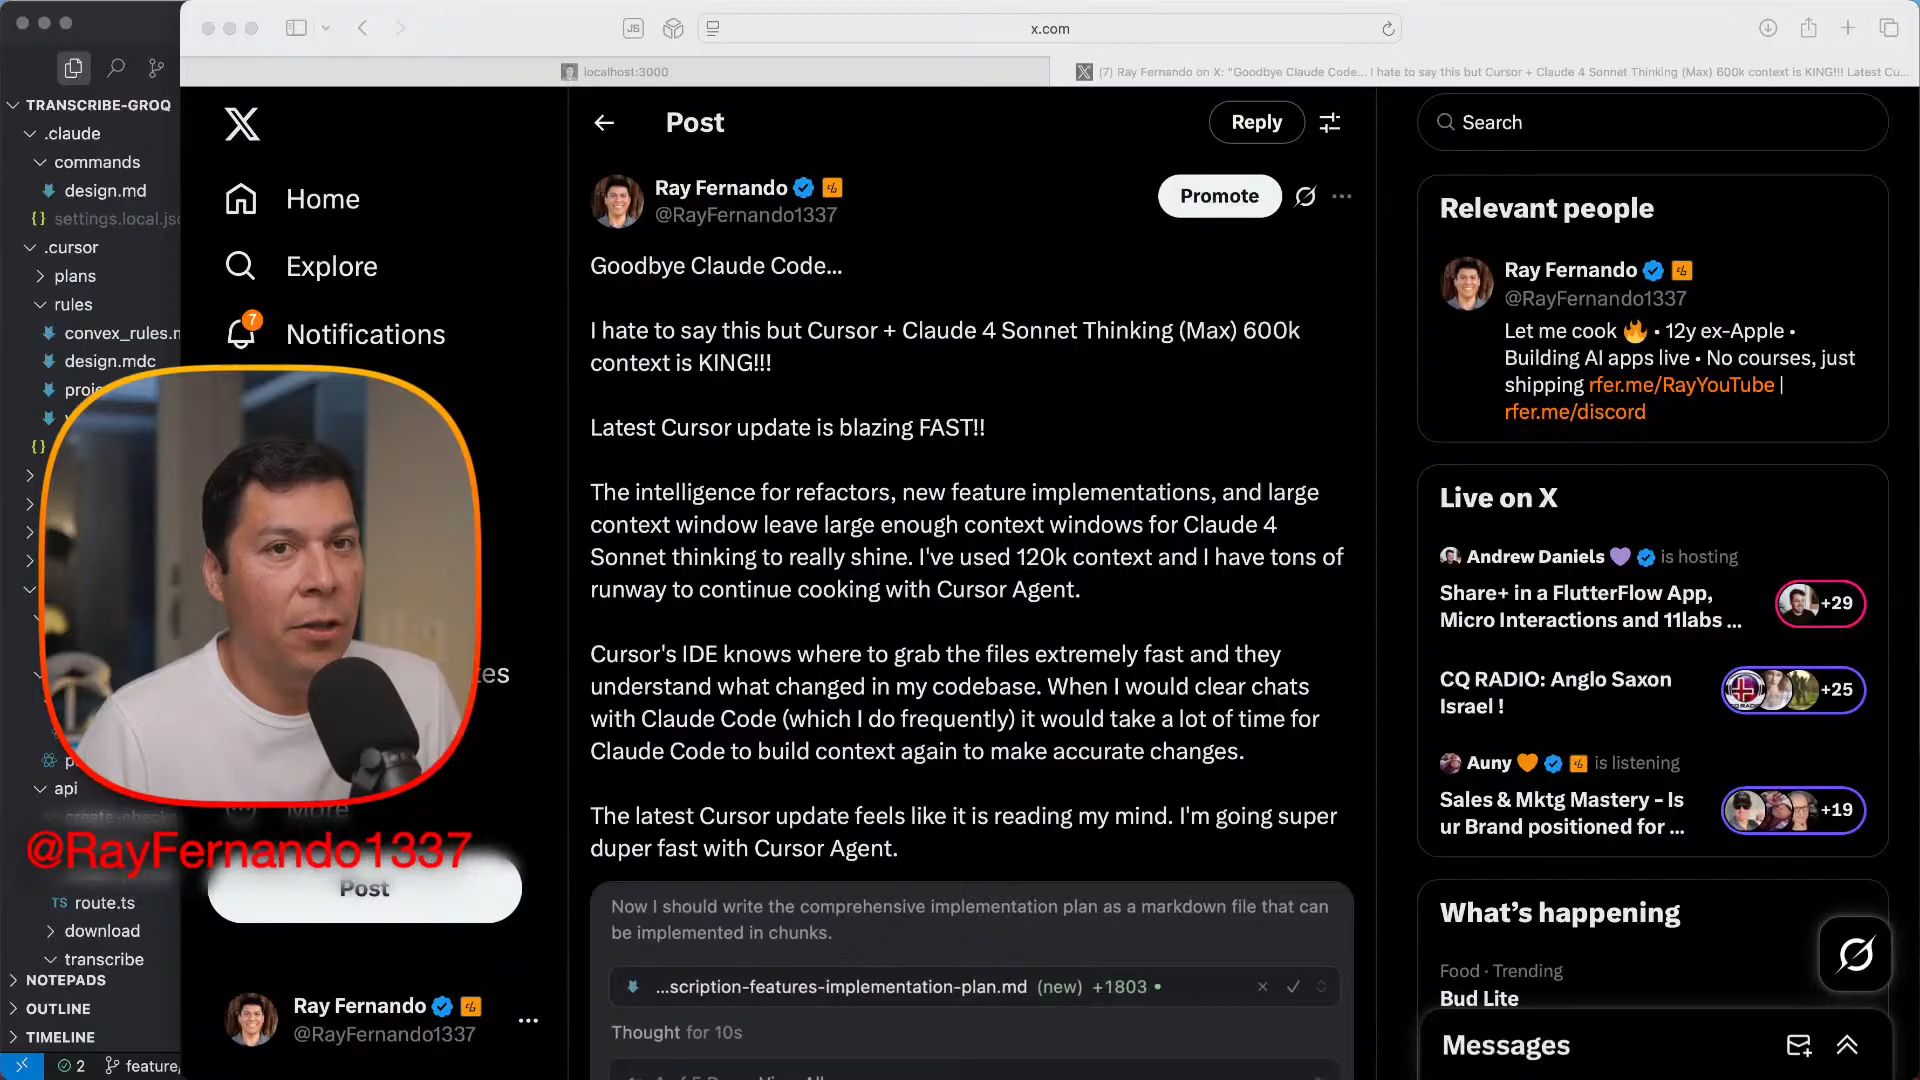 x.com
localhost:3000
(7) Ray Fernando on X: "Goodbye Claude Code... I hate to say this but Cursor + Claude 4 Sonnet Thinking (Max) 600k context is KING!!! Latest Cu...
TRANSCRIBE-GROQ
.claude
commands
design.md
settings.local.jsc
.cursor
plans
rules
convex_rules.m
design.mdc
api
route.ts
download
transcribe
NOTEPADS
OUTLINE
TIMELINE
2
feature/
Home
Explore
7
Notifications
More
@RayFernando1337
Post
Ray Fernando
@RayFernando1337
Post
Reply
Ray Fernando
@RayFernando1337
Promote
Goodbye Claude Code...
I hate to say this but Cursor + Claude 4 Sonnet Thinking (Max) 600k
context is KING!!!
Latest Cursor update is blazing FAST!!
The intelligence for refactors, new feature implementations, and large
context window leave large enough context windows for Claude 4
Sonnet thinking to really shine. I've used 120k context and I have tons of
runway to continue cooking with Cursor Agent.
Cursor's IDE knows where to grab the files extremely fast and they
understand what changed in my codebase. When I would clear chats
with Claude Code (which I do frequently) it would take a lot of time for
Claude Code to build context again to make accurate changes.
The latest Cursor update feels like it is reading my mind. I'm going super
duper fast with Cursor Agent.
Now I should write the comprehensive implementation plan as a markdown file that can
be implemented in chunks.
...scription-features-implementation-plan.md (new) +1803
Thought for 10s
Search
Relevant people
Ray Fernando
@RayFernando1337
Let me cook 🔥 • 12y ex-Apple •
Building AI apps live • No courses, just
shipping rfer.me/RayYouTube |
rfer.me/discord
Live on X
Andrew Daniels 💜 is hosting
Share+ in a FlutterFlow App,
Micro Interactions and 11labs ...
+29
CQ RADIO: Anglo Saxon
Israel !
+25
Auny 🧡 is listening
Sales & Mktg Mastery - Is
ur Brand positioned for ...
+19
What's happening
Food · Trending
Bud Lite
Messages